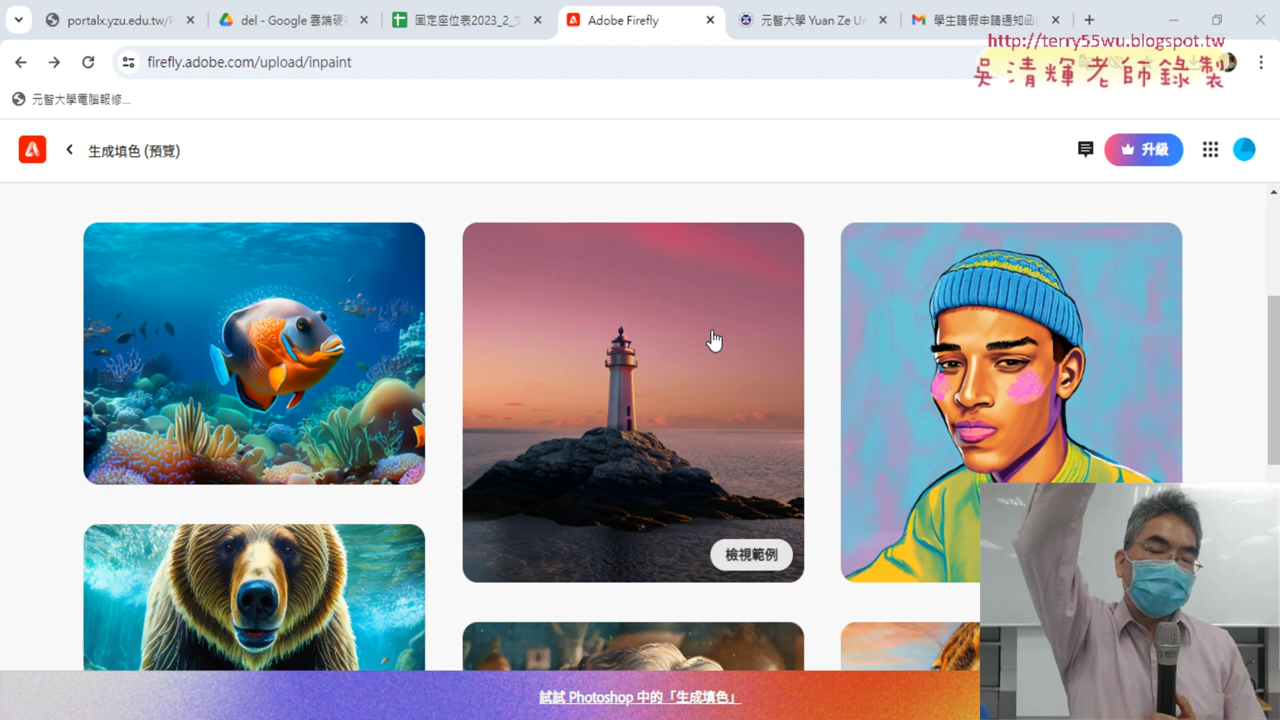 portalx.yzu.edu.tw/P
del - Google 雲端硬
固定座位表2023_2_
Adobe Firefly
元智大學 Yuan Ze Un
學生請假申請通知函
http://terry55wu.blogspot.tw
firefly.adobe.com/upload/inpaint
吳清輝老師錄製
元智大學電腦報修...
生成填色 (預覽)
升級
檢視範例
試試 Photoshop 中的「生成填色」